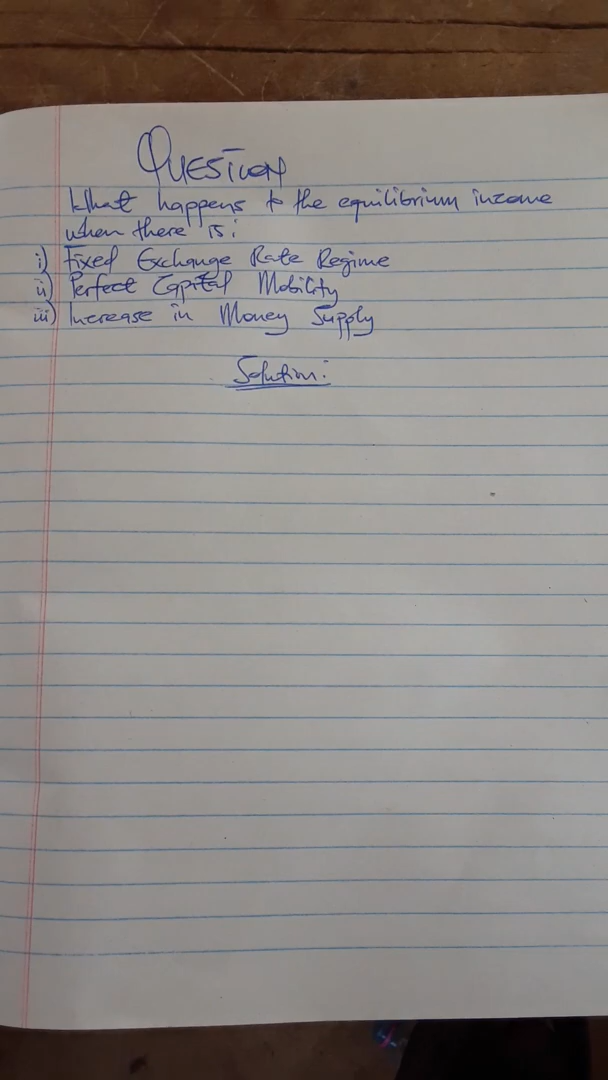 QUESTION
What happens to the equilibrium income
when there is:
i) Fixed Exchange Rate Regime
ii) Perfect Capital Mobility
iii) Increase in Money Supply
Solution: